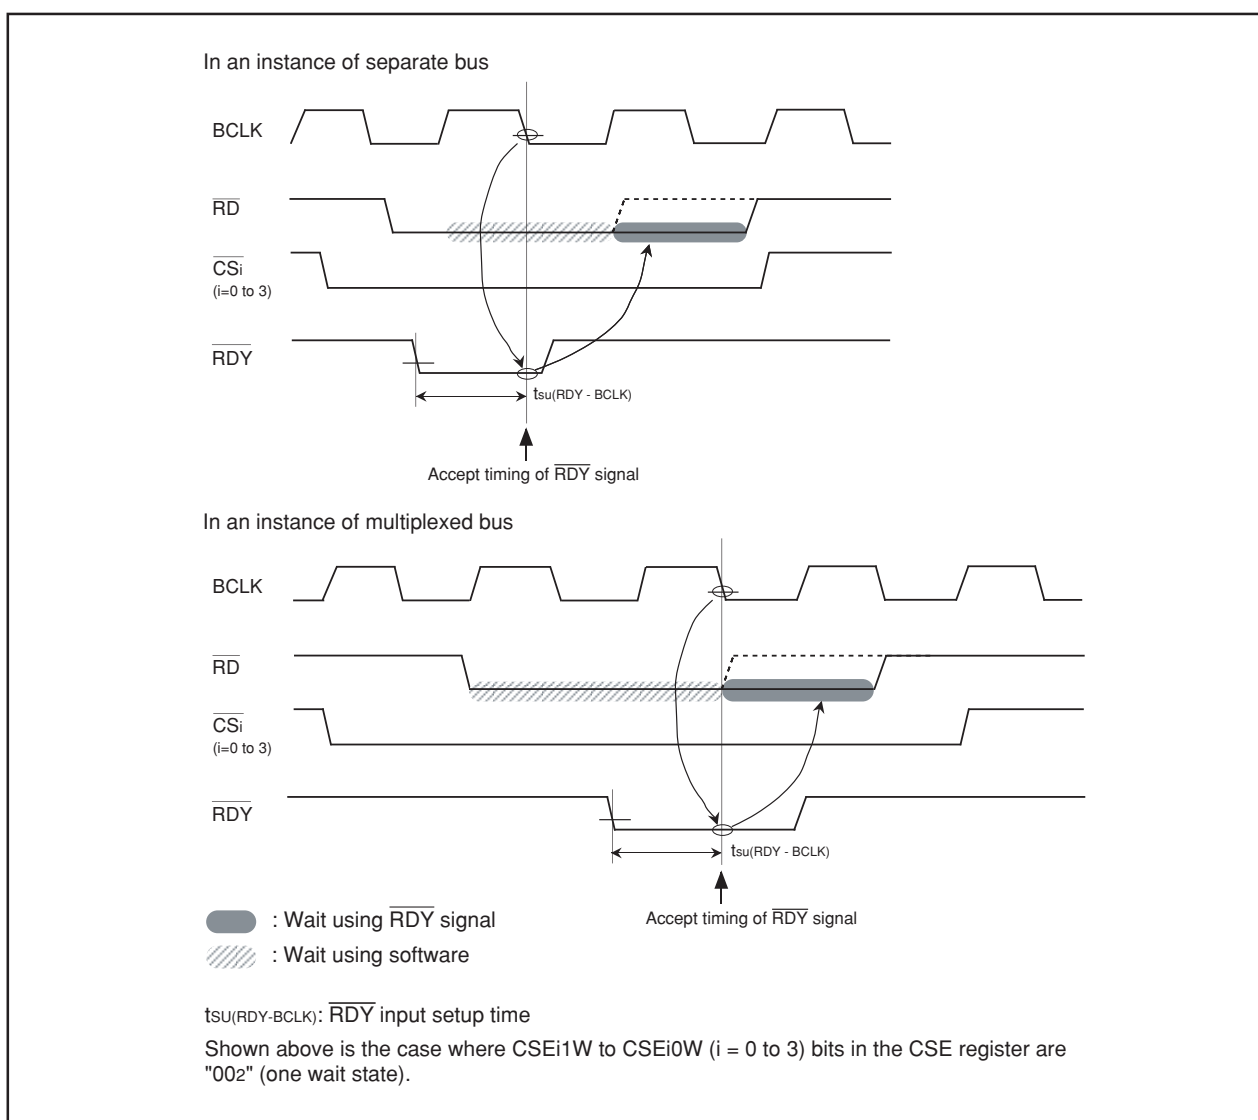 In an instance of separate bus
BCLK
RD
CSi
(i=0 to 3)
RDY
tsu(RDY - BCLK)
Accept timing of RDY signal
In an instance of multiplexed bus
BCLK
RD
CSi
(i=0 to 3)
RDY
tsu(RDY - BCLK)
Accept timing of RDY signal
: Wait using RDY signal
: Wait using software
tSU(RDY-BCLK): RDY input setup time
Shown above is the case where CSEi1W to CSEi0W (i = 0 to 3) bits in the CSE register are
"002" (one wait state).